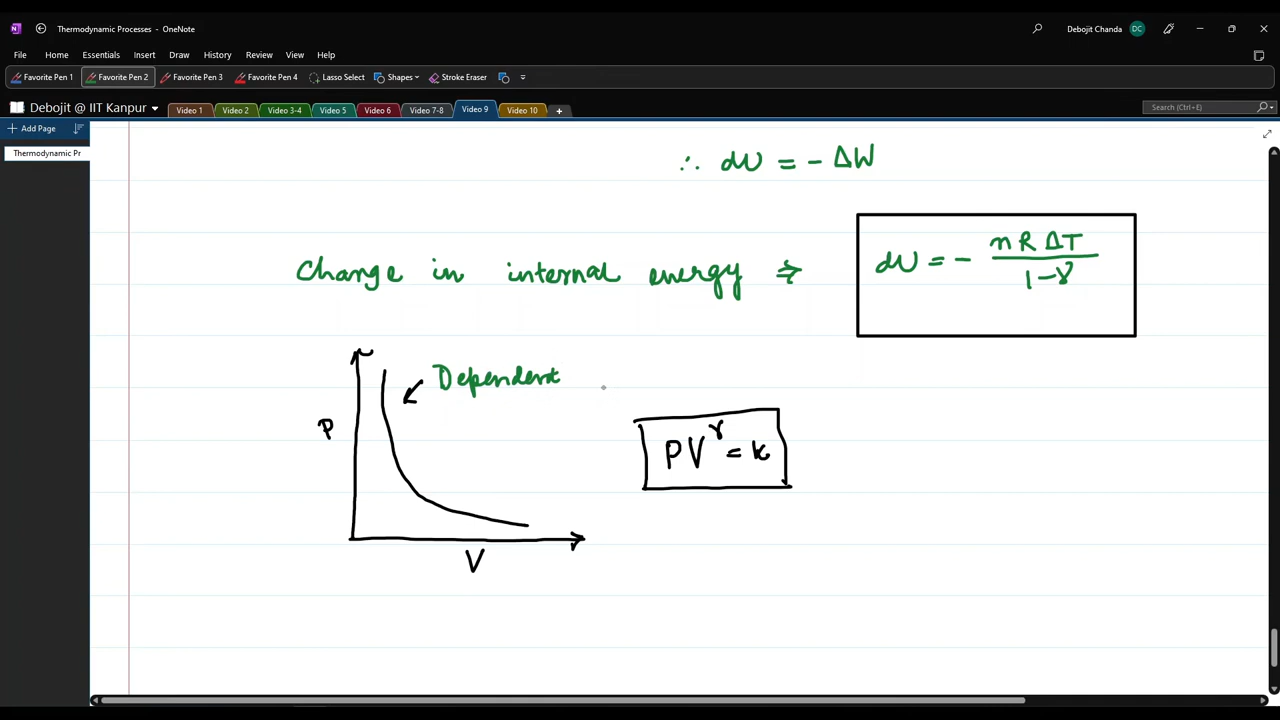 Thermodynamic Processes - OneNote
Debojit Chanda DC
File Home Essentials Insert Draw History Review View Help
Favorite Pen 1 Favorite Pen 2 Favorite Pen 3 Favorite Pen 4 Lasso Select Shapes Stroke Eraser
Debojit @ IIT Kanpur Video 1 Video 2 Video 3-4 Video 5 Video 6 Video 7-8 Video 9 Video 10 + Search (Ctrl+E)
+ Add Page
Thermodynamic Pr
∴ dU = - ΔW
Change in internal energy ⇒ dU = - nRΔT / 1-γ
Dependent
P
PV^γ = k
V